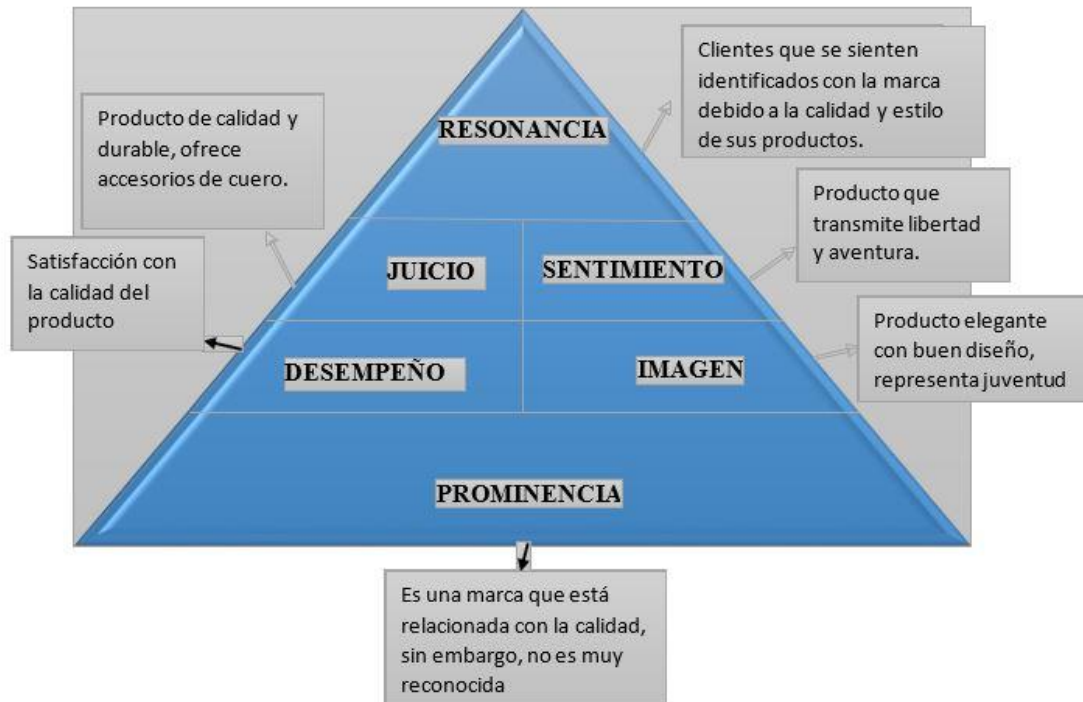 Clientes que se sienten
identificados con la marca
debido a la calidad y estilo
de sus productos.
Producto de calidad y
durable, ofrece
accesorios de cuero.
RESONANCIA
Producto que
transmite libertad
y aventura.
Satisfacción con
la calidad del
producto
JUICIO
SENTIMIENTO
Producto elegante
con buen diseño,
representa juventud
DESEMPEÑO
IMAGEN
PROMINENCIA
Es una marca que está
relacionada con la calidad,
sin embargo, no es muy
reconocida